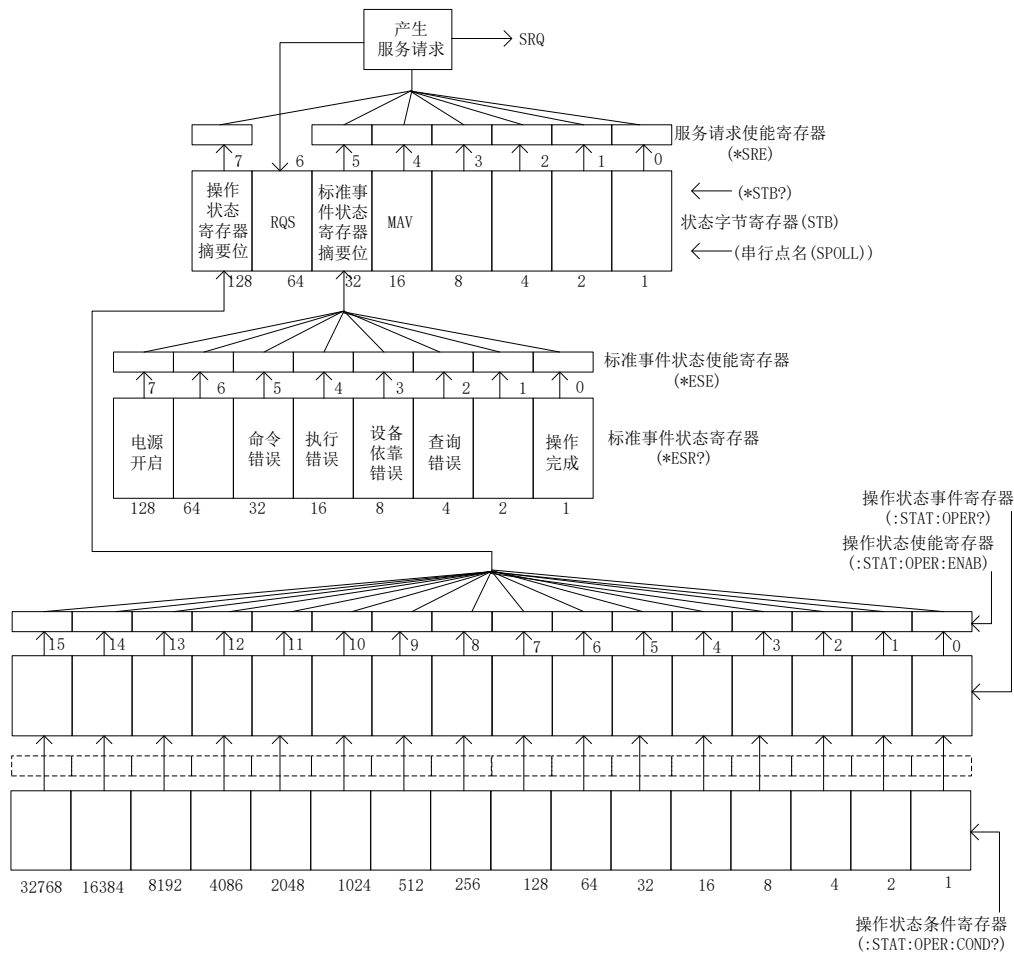 产生
服务请求
SRQ
服务请求使能寄存器
(*SRE)
7 6 5 4 3 2 1 0
操作
状态
寄存器
摘要位
RQS
标准事
件状态
寄存器
摘要位
MAV
(*STB?)
状态字节寄存器(STB)
(串行点名(SPOLL))
128 64 32 16 8 4 2 1
标准事件状态使能寄存器
(*ESE)
7 6 5 4 3 2 1 0
电源
开启
命令
错误
执行
错误
设备
依靠
错误
查询
错误
操作
完成
标准事件状态寄存器
(*ESR?)
128 64 32 16 8 4 2 1
操作状态事件寄存器
(:STAT:OPER?)
操作状态使能寄存器
(:STAT:OPER:ENAB)
15 14 13 12 11 10 9 8 7 6 5 4 3 2 1 0
32768 16384 8192 4086 2048 1024 512 256 128 64 32 16 8 4 2 1
操作状态条件寄存器
(:STAT:OPER:COND?)